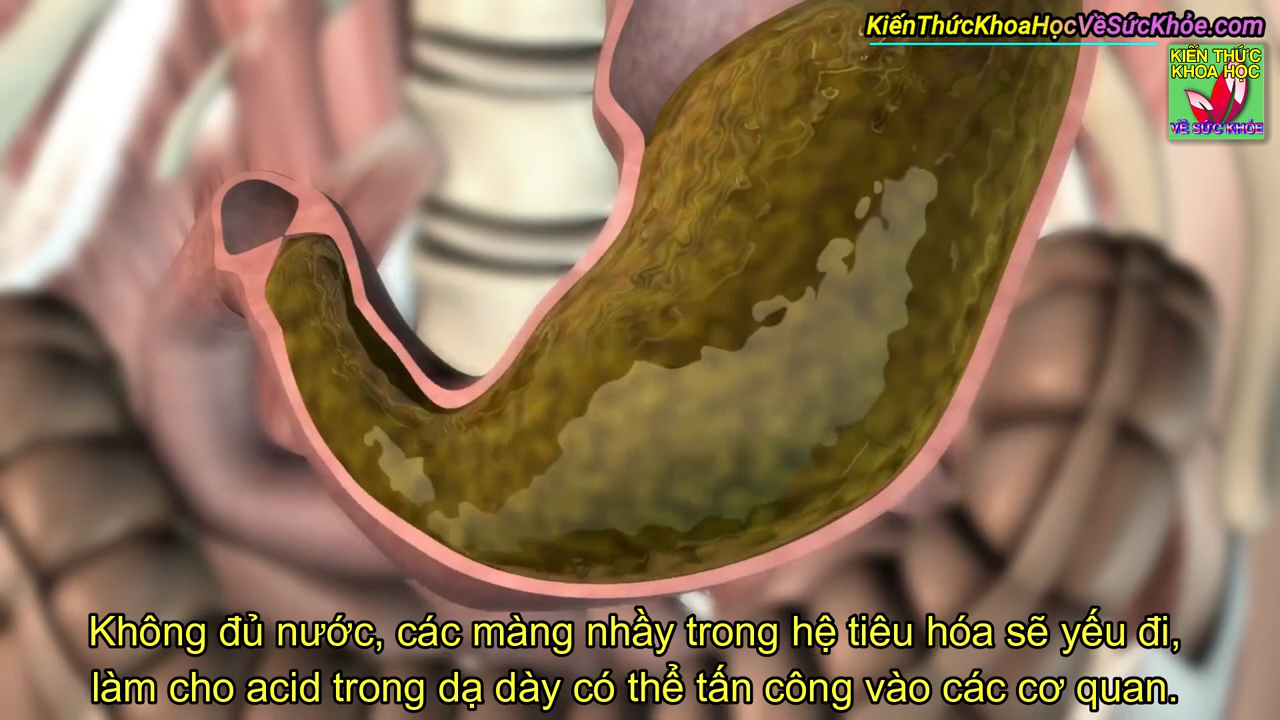 KiếnThứcKhoaHọcVềSứcKhỏe.com
KIẾN THỨC
KHOA HỌC
VỀ SỨC KHỎE
Không đủ nước, các màng nhầy trong hệ tiêu hóa sẽ yếu đi,
làm cho acid trong dạ dày có thể tấn công vào các cơ quan.